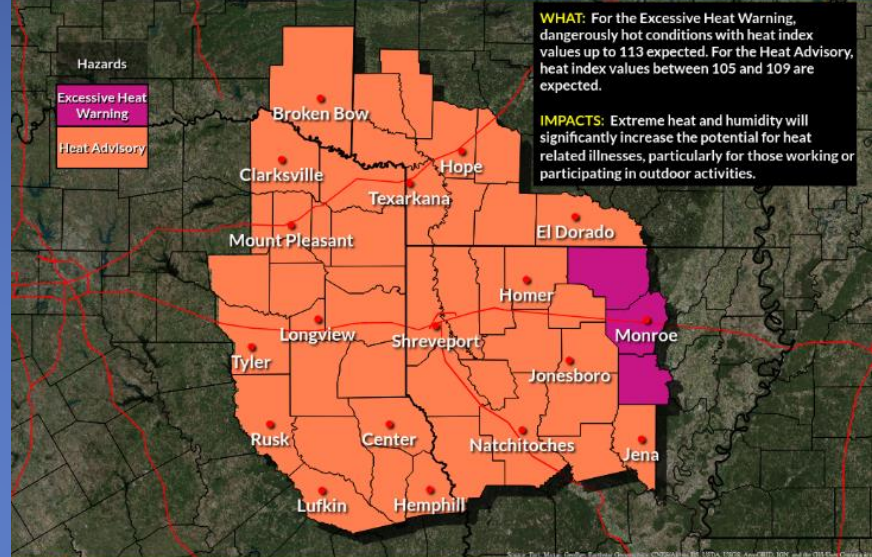 WHAT: For the Excessive Heat Warning,
dangerously hot conditions with heat index
values up to 113 expected. For the Heat Advisory,
heat index values between 105 and 109 are
expected.
IMPACTS: Extreme heat and humidity will
significantly increase the potential for heat
related illnesses, particularly for those working or
participating in outdoor activities.
Hazards
Excessive Heat
Warning
Heat Advisory
Broken Bow
Clarksville
Hope
Texarkana
Mount Pleasant
El Dorado
Homer
Longview
Shreveport
Monroe
Tyler
Jonesboro
Rusk
Center
Natchitoches
Jena
Lufkin
Hemphill